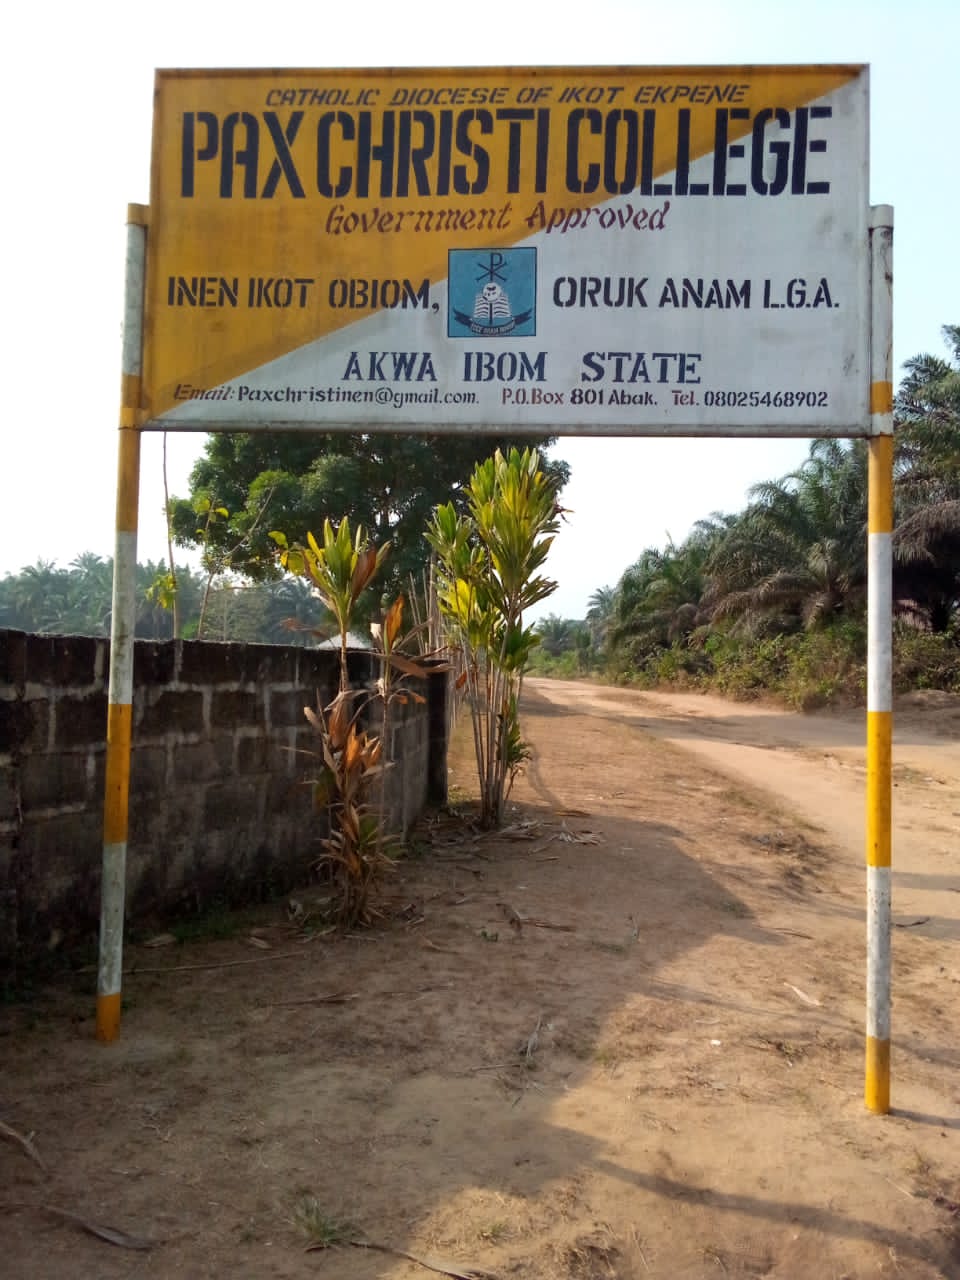 CATHOLIC DIOCESE OF IKOT EKPENE
PAX CHRISTI COLLEGE
Government Approved
INEN IKOT OBIOM, ORUK ANAM L.G.A.
AKWA IBOM STATE
Email: Paxchristinen@gmail.com. P.O.Box 801 Abak. Tel. 08025468902